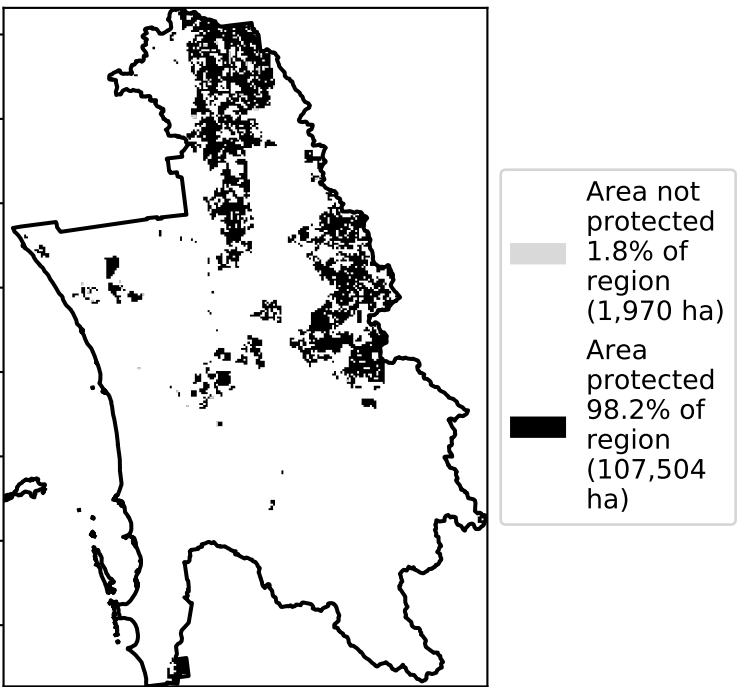 Area not
protected
1.8% of
region
(1,970 ha)
Area
protected
98.2% of
region
(107,504
ha)